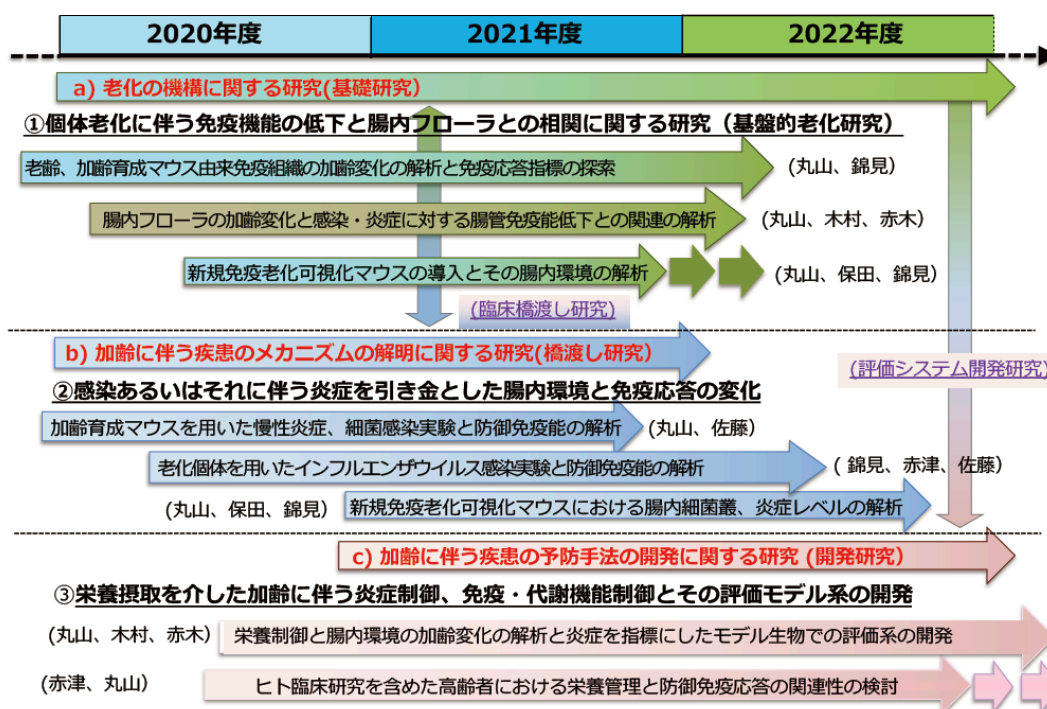 2020年度 2021年度 2022年度
a) 老化の機構に関する研究(基礎研究)
①個体老化に伴う免疫機能の低下と腸内フローラとの相関に関する研究（基盤的老化研究）
老齢、加齢育成マウス由来免疫組織の加齢変化の解析と免疫応答指標の探索 (丸山、錦見)
腸内フローラの加齢変化と感染・炎症に対する腸管免疫能低下との関連の解析 (丸山、木村、赤木)
新規免疫老化可視化マウスの導入とその腸内環境の解析 (丸山、保田、錦見)
(臨床橋渡し研究)
b) 加齢に伴う疾患のメカニズムの解明に関する研究(橋渡し研究)
(評価システム開発研究)
②感染あるいはそれに伴う炎症を引き金とした腸内環境と免疫応答の変化
加齢育成マウスを用いた慢性炎症、細菌感染実験と防御免疫能の解析 (丸山、佐藤)
老化個体を用いたインフルエンザウイルス感染実験と防御免疫能の解析 ( 錦見、赤津、佐藤)
(丸山、保田、錦見) 新規免疫老化可視化マウスにおける腸内細菌叢、炎症レベルの解析
c) 加齢に伴う疾患の予防手法の開発に関する研究 (開発研究)
③栄養摂取を介した加齢に伴う炎症制御、免疫・代謝機能制御とその評価モデル系の開発
(丸山、木村、赤木) 栄養制御と腸内環境の加齢変化の解析と炎症を指標にしたモデル生物での評価系の開発
(赤津、丸山) ヒト臨床研究を含めた高齢者における栄養管理と防御免疫応答の関連性の検討